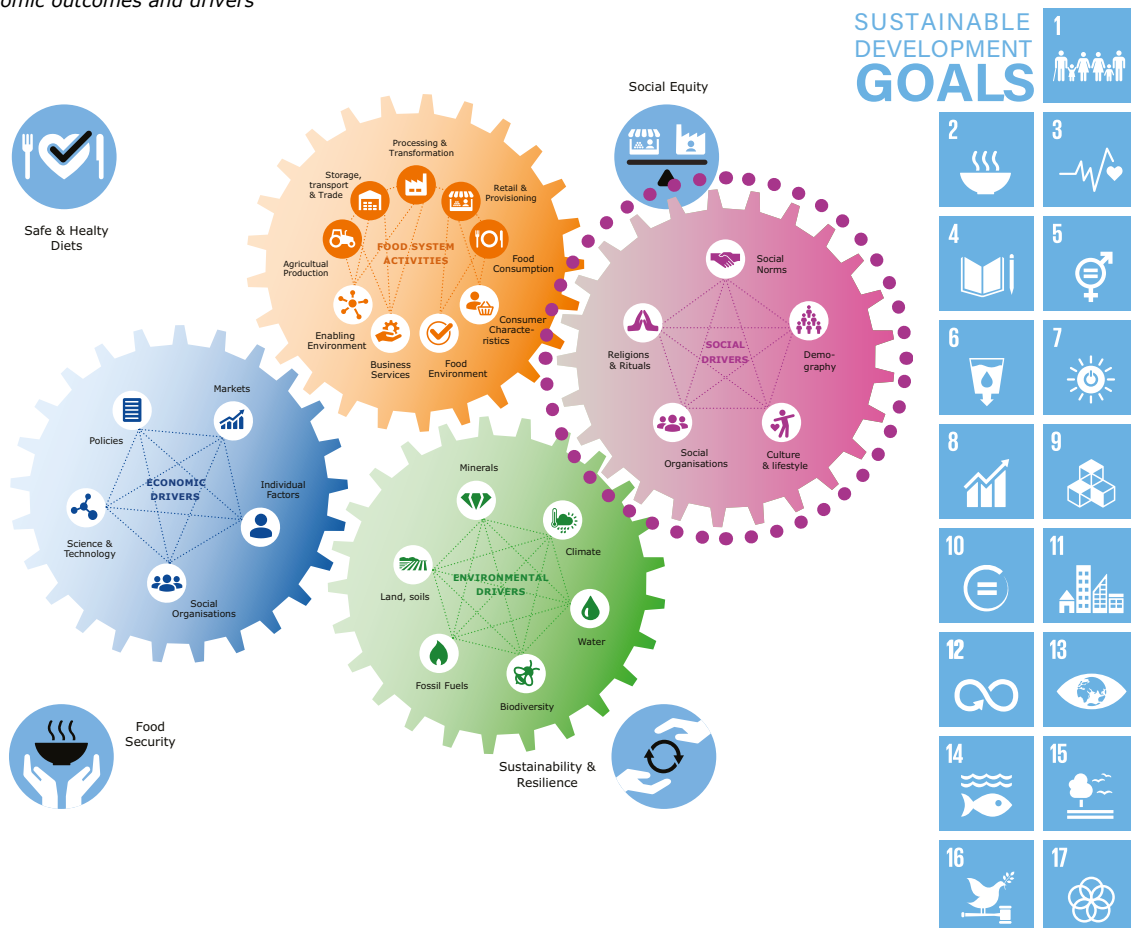 omic outcomes and drivers
SUSTAINABLE
DEVELOPMENT
GOALS
1
2
3
4
5
6
7
8
9
10
11
12
13
14
15
16
17
Safe & Healty
Diets
Social Equity
Processing &
Transformation
Storage,
transport
& Trade
Retail &
Provisioning
Agricultual
Production
FOOD SYSTEM
ACTIVITIES
Food
Consumption
Enabling
Environment
Business
Services
Food
Environment
Consumer
Characte-
ristics
Social
Norms
Religions
& Rituals
SOCIAL
DRIVERS
Demo-
graphy
Social
Organisations
Culture
& lifestyle
Markets
Policies
ECONOMIC
DRIVERS
Individual
Factors
Science &
Technology
Social
Organisations
Minerals
Climate
Land, soils
ENVIRONMENTAL
DRIVERS
Water
Fossil Fuels
Biodiversity
Food
Security
Sustainability &
Resilience